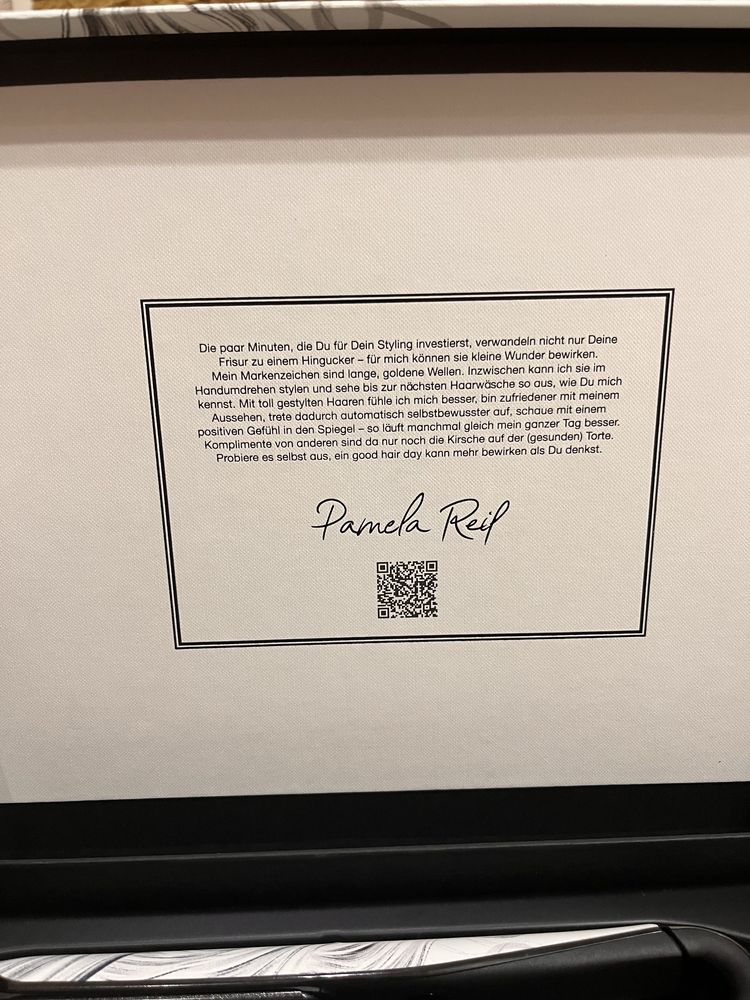 Die paar Minuten, die Du für Dein Styling investierst, verwandeln nicht nur Deine
Frisur zu einem Hingucker – für mich können sie kleine Wunder bewirken.
Mein Markenzeichen sind lange, goldene Wellen. Inzwischen kann ich sie im
Handumdrehen stylen und sehe bis zur nächsten Haarwäsche so aus, wie Du mich
kennst. Mit toll gestylten Haaren fühle ich mich besser, bin zufriedener mit meinem
Aussehen, trete dadurch automatisch selbstbewusster auf, schaue mit einem
positiven Gefühl in den Spiegel – so läuft manchmal gleich mein ganzer Tag besser.
Komplimente von anderen sind da nur noch die Kirsche auf der (gesunden) Torte.
Probiere es selbst aus, ein good hair day kann mehr bewirken als Du denkst.
Pamela Reif